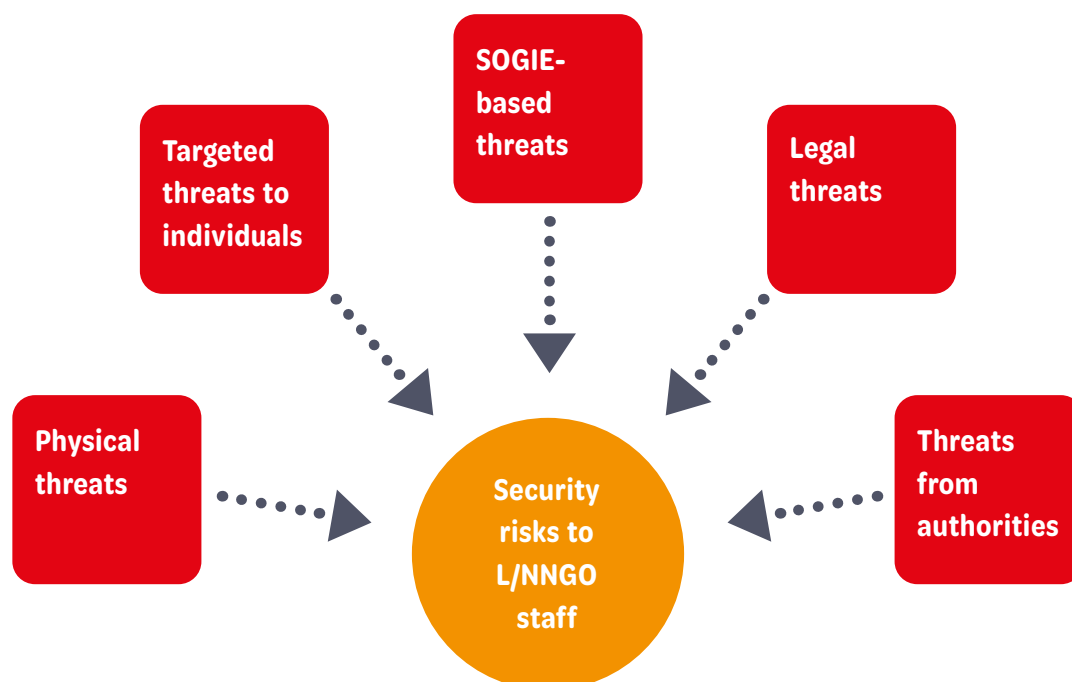 SOGIE-
based
threats
Targeted
threats to
individuals
Legal
threats
Physical
threats
Threats
from
authorities
Security
risks to
L/NNGO
staff